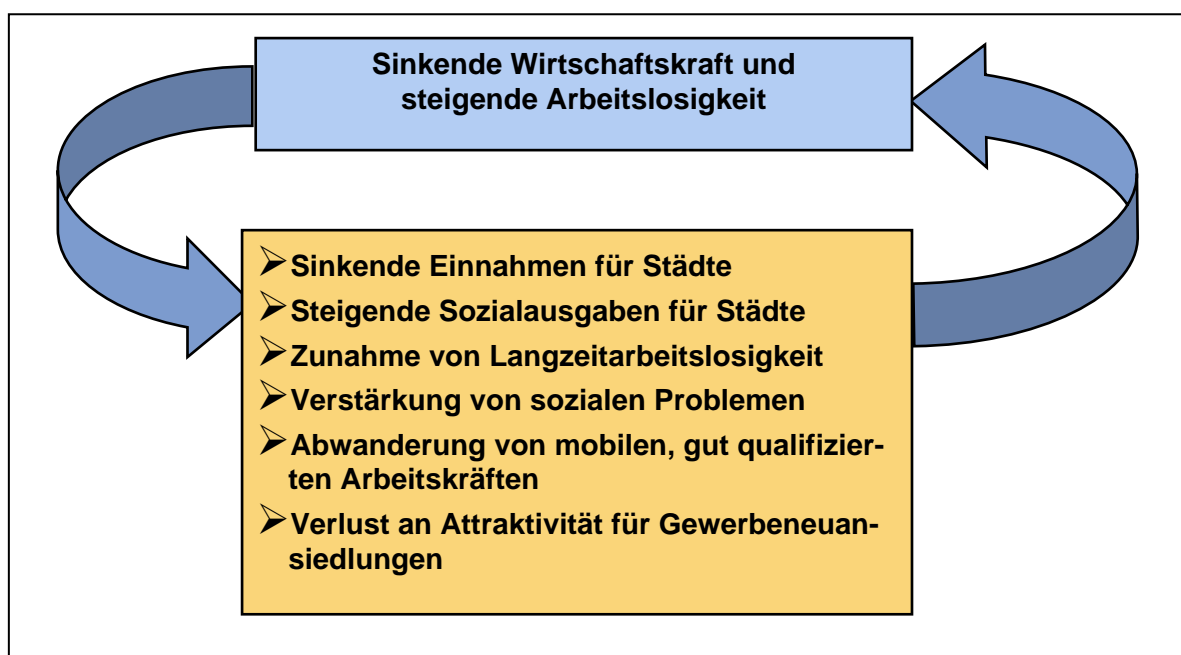 Sinkende Wirtschaftskraft und
steigende Arbeitslosigkeit
➢Sinkende Einnahmen für Städte
➢Steigende Sozialausgaben für Städte
➢Zunahme von Langzeitarbeitslosigkeit
➢Verstärkung von sozialen Problemen
➢Abwanderung von mobilen, gut qualifizier-
ten Arbeitskräften
➢Verlust an Attraktivität für Gewerbeneuan-
siedlungen